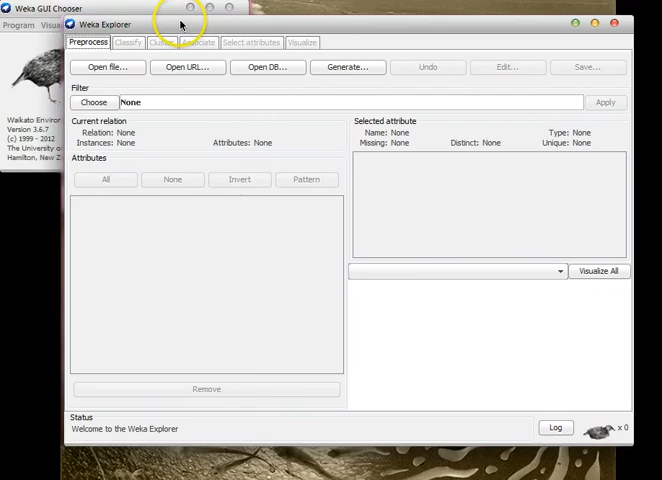 Weka GUI Chooser
Program Visua
Waikato Environ
Version 3.6.7
(c) 1999 - 2012
The University o
Hamilton, New Z
Weka Explorer
Preprocess Classify Cluster Associate Select attributes Visualize
Open file... Open URL... Open DB... Generate... Undo Edit... Save...
Filter
Choose None Apply
Current relation
Relation: None
Instances: None Attributes: None
Selected attribute
Name: None Type: None
Missing: None Distinct: None Unique: None
Attributes
All None Invert Pattern
Visualize All
Remove
Status
Welcome to the Weka Explorer
Log x 0